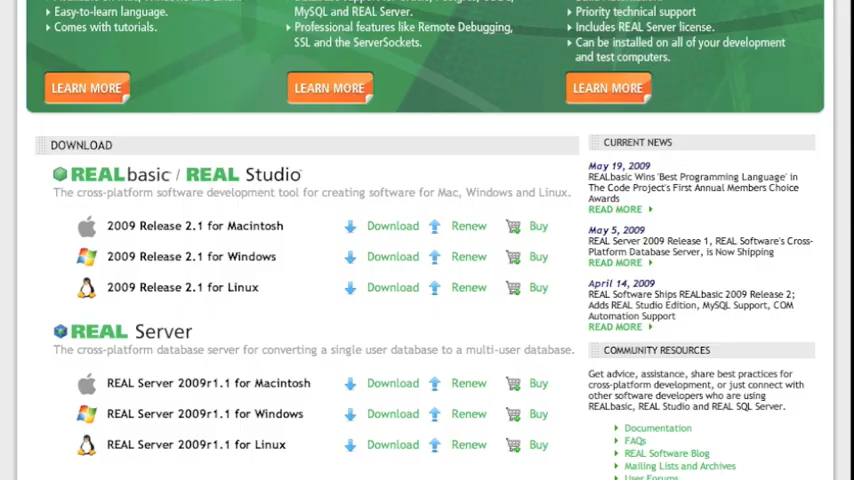 Easy-to-learn language.
Comes with tutorials.
MySQL and REAL Server.
Professional features like Remote Debugging,
SSL and the ServerSockets.
Priority technical support
Includes REAL Server license.
Can be installed on all of your development
and test computers.
LEARN MORE
LEARN MORE
LEARN MORE
DOWNLOAD
REALbasic / REAL Studio
The cross-platform software development tool for creating software for Mac, Windows and Linux.
2009 Release 2.1 for Macintosh Download Renew Buy
2009 Release 2.1 for Windows Download Renew Buy
2009 Release 2.1 for Linux Download Renew Buy
REAL Server
The cross-platform database server for converting a single user database to a multi-user database.
REAL Server 2009r1.1 for Macintosh Download Renew Buy
REAL Server 2009r1.1 for Windows Download Renew Buy
REAL Server 2009r1.1 for Linux Download Renew Buy
CURRENT NEWS
May 19, 2009
REALbasic Wins 'Best Programming Language' in
The Code Project's First Annual Members Choice
Awards
READ MORE
May 5, 2009
REAL Server 2009 Release 1, REAL Software's Cross-
Platform Database Server, is Now Shipping
READ MORE
April 14, 2009
REAL Software Ships REALbasic 2009 Release 2;
Adds REAL Studio Edition, MySQL Support, COM
Automation Support
READ MORE
COMMUNITY RESOURCES
Get advice, assistance, share best practices for
cross-platform development, or just connect with
other software developers who are using
REALbasic, REAL Studio and REAL SQL Server.
Documentation
FAQs
REAL Software Blog
Mailing Lists and Archives
User Forums